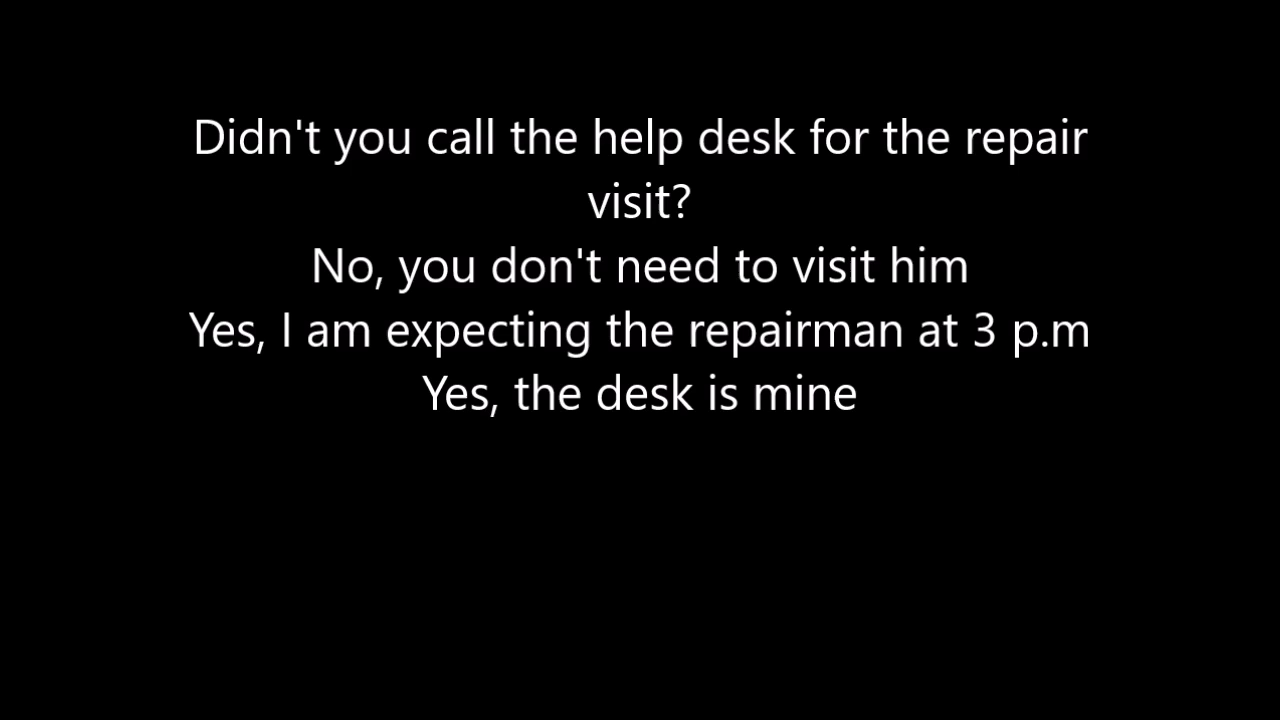 Didn't you call the help desk for the repair
visit?
No, you don't need to visit him
Yes, I am expecting the repairman at 3 p.m
Yes, the desk is mine